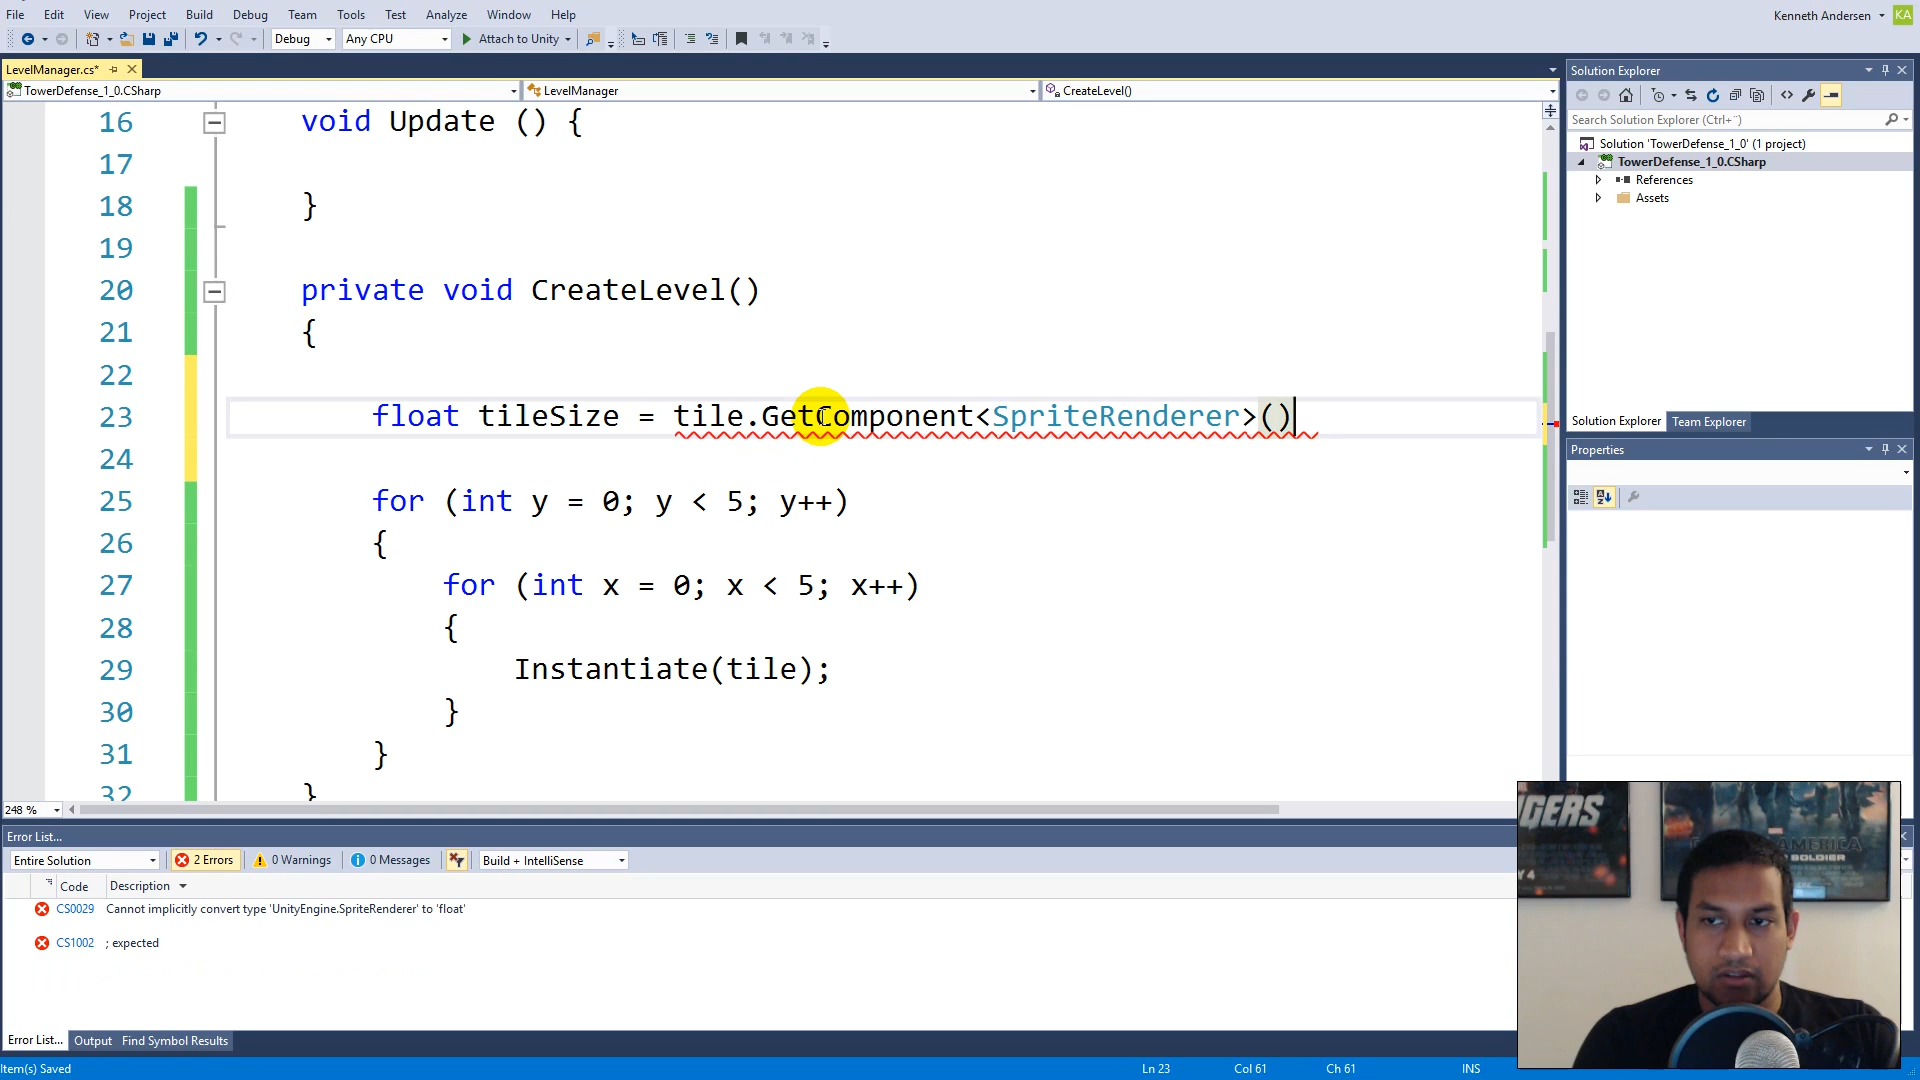 File Edit View Project Build Debug Team Tools Test Analyze Window Help
Kenneth Andersen KA
Debug Any CPU Attach to Unity
LevelManager.cs*
TowerDefense_1_0.CSharp LevelManager CreateLevel()
16 void Update () {
17
18 }
19
20 private void CreateLevel()
21 {
22
23 float tileSize = tile.GetComponent<SpriteRenderer>()
24
25 for (int y = 0; y < 5; y++)
26 {
27 for (int x = 0; x < 5; x++)
28 {
29 Instantiate(tile);
30 }
31 }
32 }
248 %
Solution Explorer
Search Solution Explorer (Ctrl+¨)
Solution 'TowerDefense_1_0' (1 project)
TowerDefense_1_0.CSharp
References
Assets
Solution Explorer Team Explorer
Properties
Error List...
Entire Solution 2 Errors 0 Warnings 0 Messages Build + IntelliSense
Code Description
CS0029 Cannot implicitly convert type 'UnityEngine.SpriteRenderer' to 'float'
CS1002 ; expected
Error List... Output Find Symbol Results
Item(s) Saved Ln 23 Col 61 Ch 61 INS
NGERS
AMERICA
SOLDIER